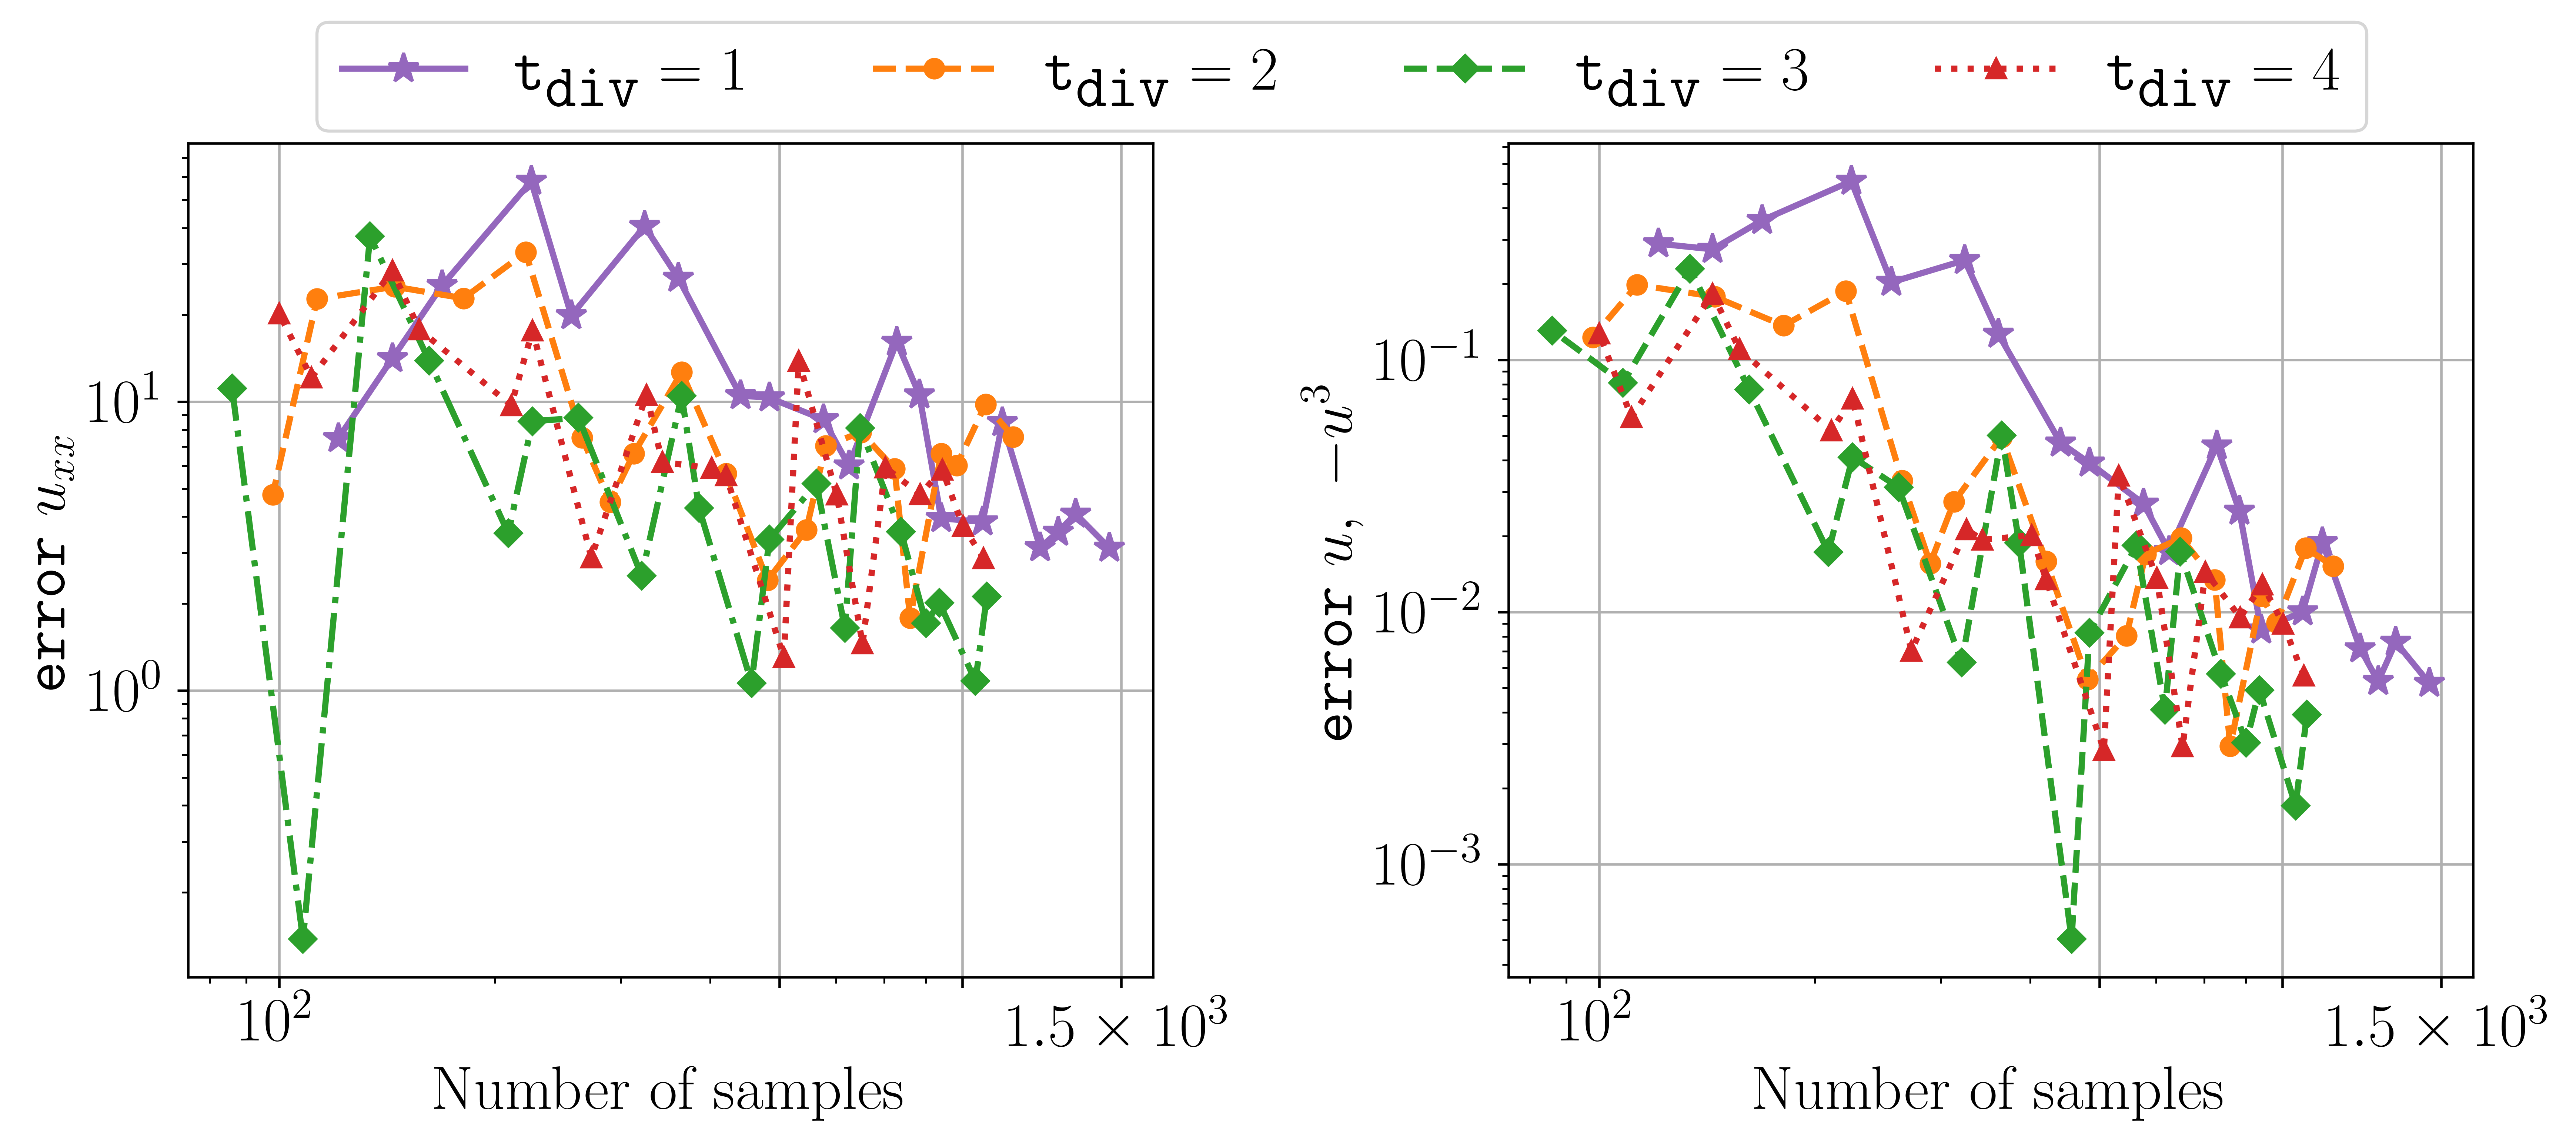 t_div = 1 t_div = 2 t_div = 3 t_div = 4
error u_xx
10^1
10^0
10^2
1.5 × 10^3
Number of samples
error u, −u^3
10^−1
10^−2
10^−3
10^2
1.5 × 10^3
Number of samples